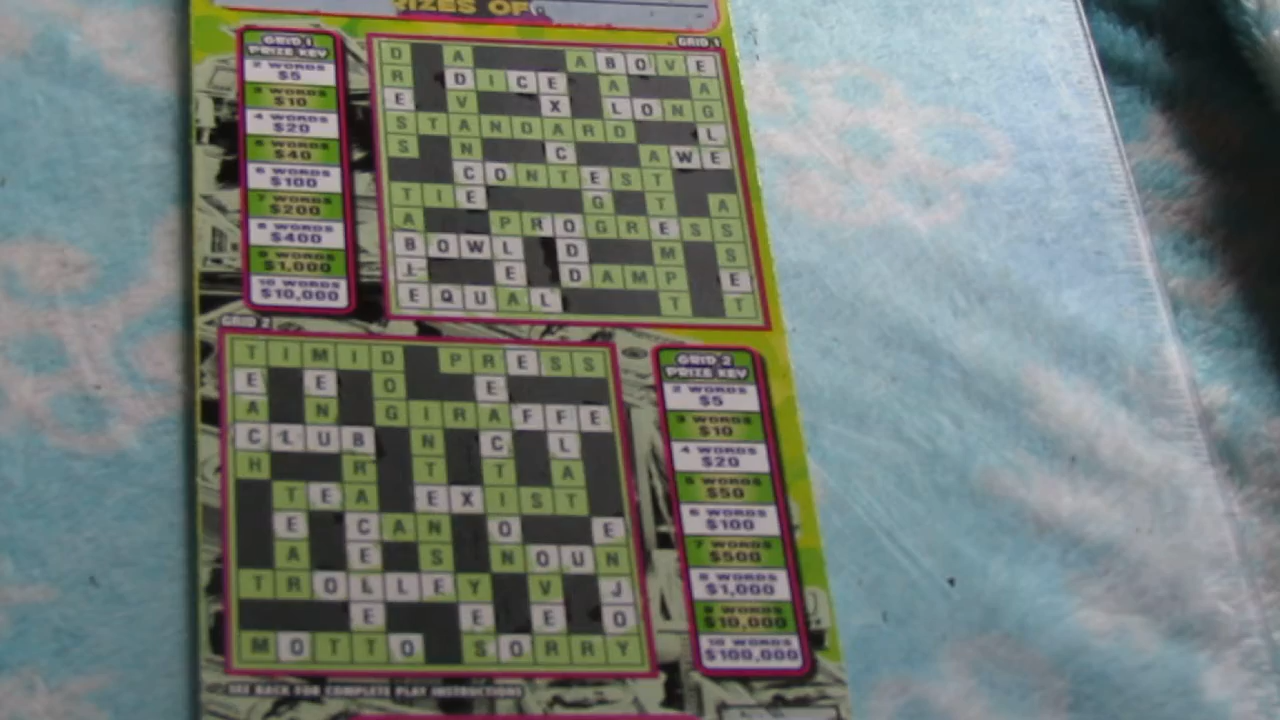 RIZES OF
GRID 1
PRIZE KEY
2 WORDS
$5
3 WORDS
$10
4 WORDS
$20
5 WORDS
$40
6 WORDS
$100
7 WORDS
$200
8 WORDS
$400
9 WORDS
$1,000
10 WORDS
$10,000
GRID 1
D A ABOVE
R DICE A A
E V X LONG
STANDARD L
S N C AWE
CONTEST
TIE G T A
A PROGRESS
BOWL D M S
L E DAMP E
EQUAL T T
GRID 2
TIMID PRESS
E E O E
A N GIRAFFE
CLUB N C L
H R T T A
TEA EXIST
E CAN O E
A E S NOUN
TROLLEY V J
E E E O
MOTTO SORRY
GRID 2
PRIZE KEY
2 WORDS
$5
3 WORDS
$10
4 WORDS
$20
5 WORDS
$50
6 WORDS
$100
7 WORDS
$500
8 WORDS
$1,000
9 WORDS
$10,000
10 WORDS
$100,000
SEE BACK FOR COMPLETE PLAY INSTRUCTIONS